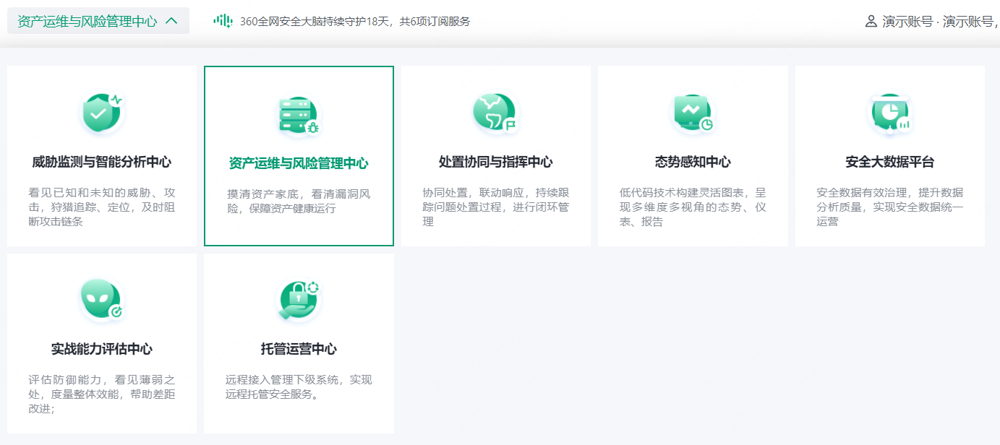 资产运维与风险管理中心
360全网安全大脑持续守护18天，共6项订阅服务
演示账号 · 演示账号,
威胁监测与智能分析中心
看见已知和未知的威胁、攻
击，狩猎追踪、定位，及时阻
断攻击链条
资产运维与风险管理中心
摸清资产家底，看清漏洞风
险，保障资产健康运行
处置协同与指挥中心
协同处置，联动响应，持续跟
踪问题处置过程，进行闭环管
理
态势感知中心
低代码技术构建灵活图表，呈
现多维度多视角的态势、仪
表、报告
安全大数据平台
安全数据有效治理，提升数据
分析质量，实现安全数据统一
运营
实战能力评估中心
评估防御能力，看见薄弱之
处，度量整体效能，帮助差距
改进；
托管运营中心
远程接入管理下级系统，实现
远程托管安全服务。